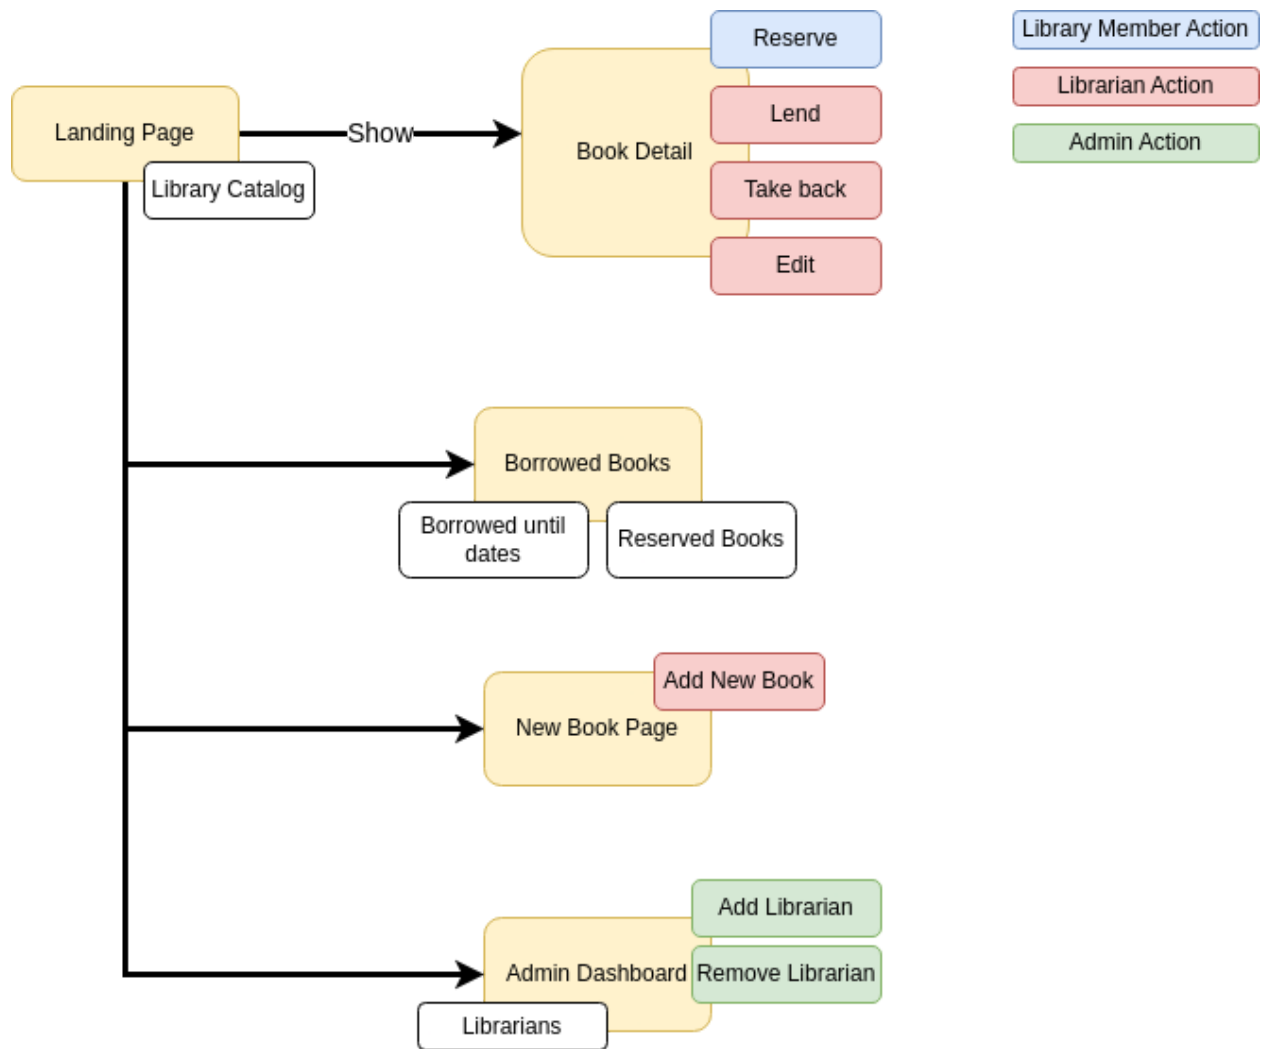 Reserve
Library Member Action
Lend
Librarian Action
Landing Page
Show
Book Detail
Admin Action
Library Catalog
Take back
Edit
Borrowed Books
Borrowed until
dates
Reserved Books
Add New Book
New Book Page
Add Librarian
Admin Dashboard
Remove Librarian
Librarians